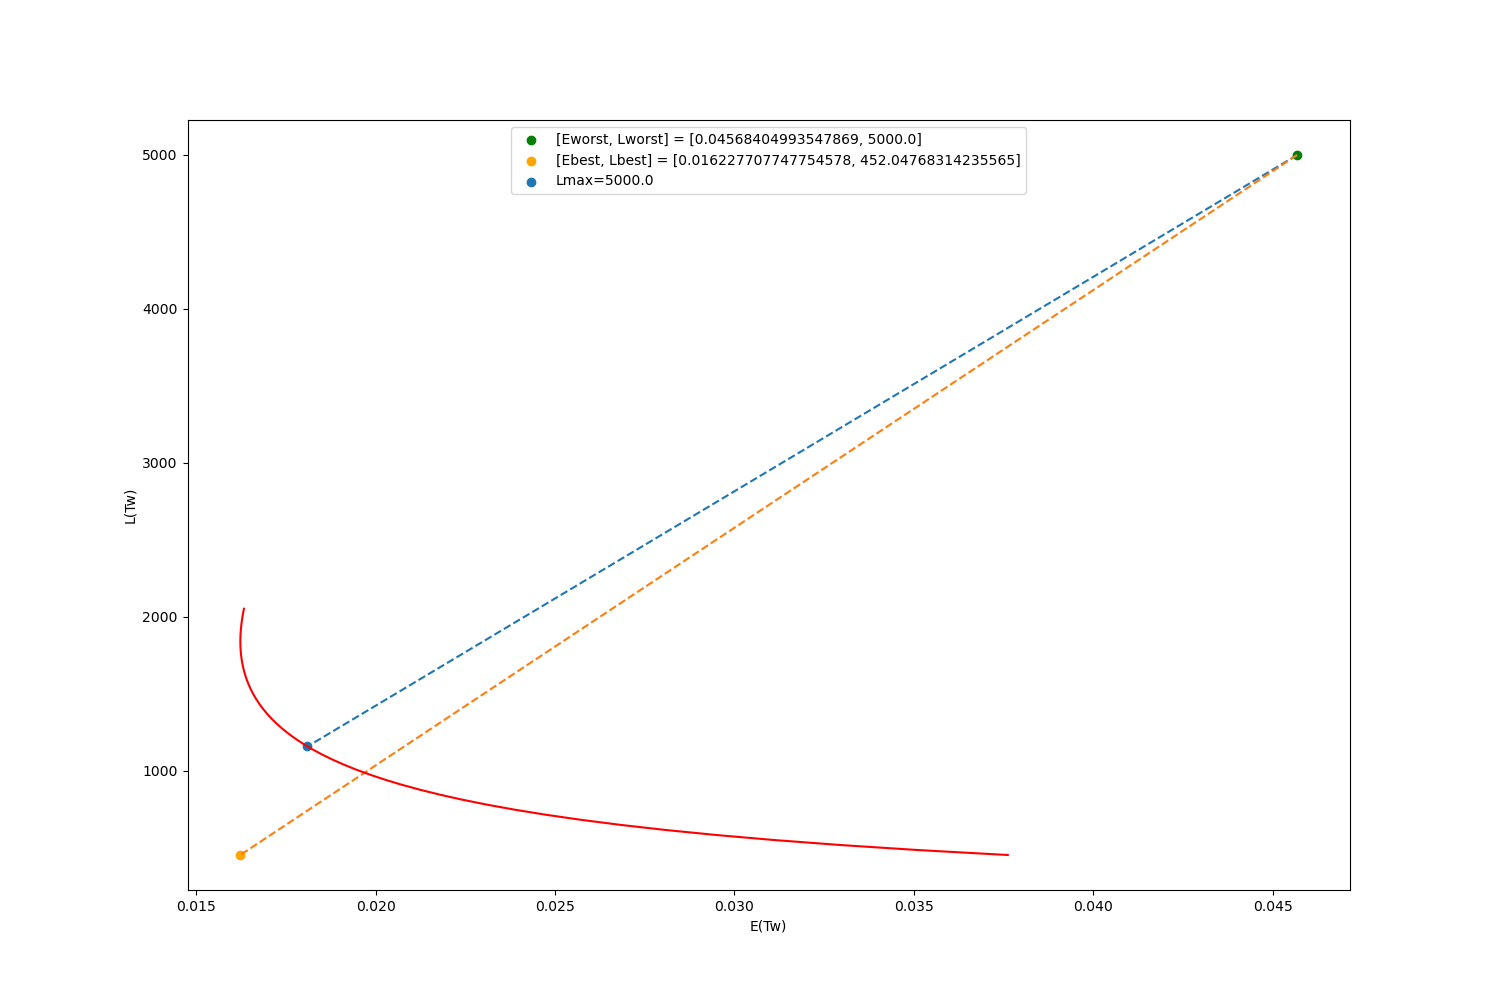 [Eworst, Lworst] = [0.04568404993547869, 5000.0]
[Ebest, Lbest] = [0.016227707747754578, 452.04768314235565]
Lmax=5000.0
5000
4000
3000
2000
1000
L(Tw)
0.015 0.020 0.025 0.030 0.035 0.040 0.045
E(Tw)